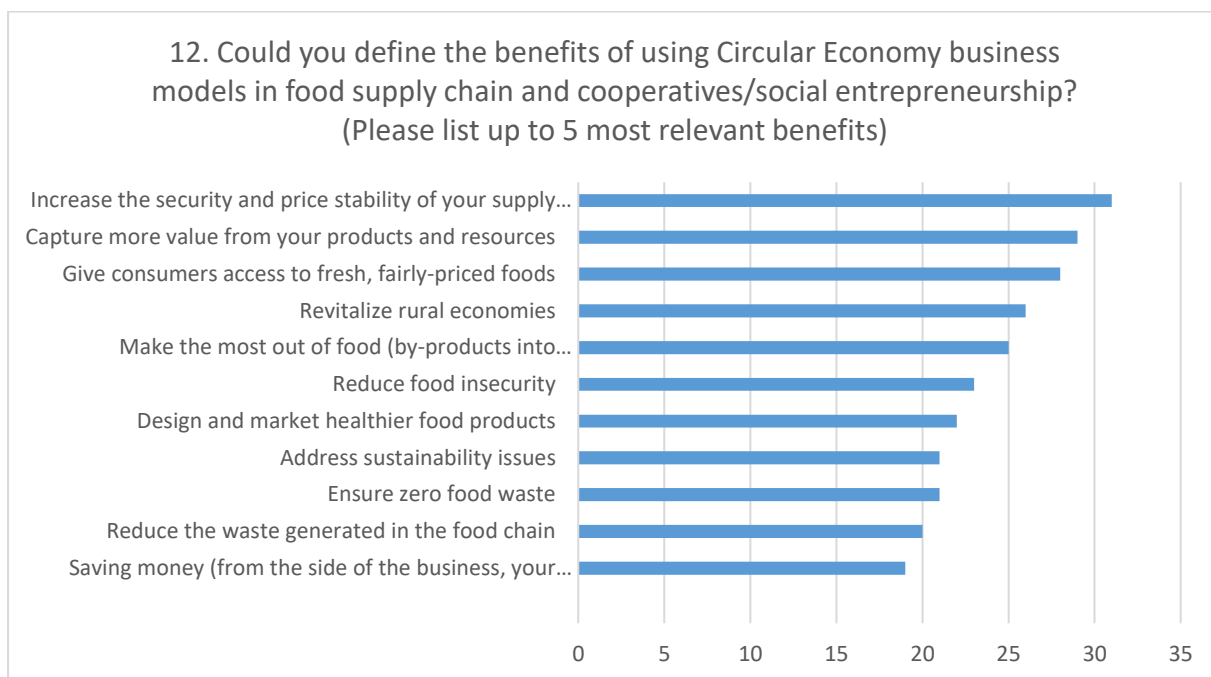 12. Could you define the benefits of using Circular Economy business
models in food supply chain and cooperatives/social entrepreneurship?
(Please list up to 5 most relevant benefits)
Increase the security and price stability of your supply...
Capture more value from your products and resources
Give consumers access to fresh, fairly-priced foods
Revitalize rural economies
Make the most out of food (by-products into...
Reduce food insecurity
Design and market healthier food products
Address sustainability issues
Ensure zero food waste
Reduce the waste generated in the food chain
Saving money (from the side of the business, your...
0 5 10 15 20 25 30 35